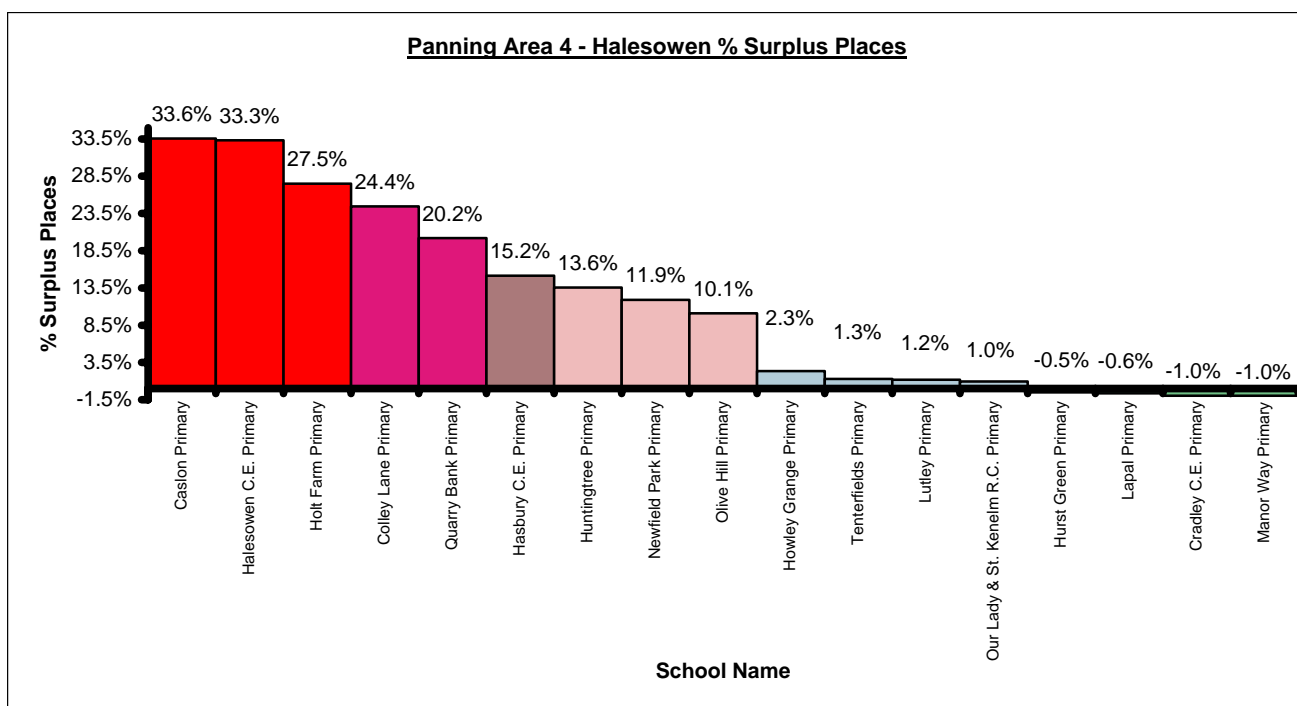 Panning Area 4 - Halesowen % Surplus Places
33.6%
33.3%
27.5%
24.4%
20.2%
15.2%
13.6%
11.9%
10.1%
2.3%
1.3%
1.2%
1.0%
-0.5%
-0.6%
-1.0%
-1.0%
% Surplus Places
33.5%
28.5%
23.5%
18.5%
13.5%
8.5%
3.5%
-1.5%
Caslon Primary
Halesowen C.E. Primary
Holt Farm Primary
Colley Lane Primary
Quarry Bank Primary
Hasbury C.E. Primary
Huntingtree Primary
Newfield Park Primary
Olive Hill Primary
Howley Grange Primary
Tenterfields Primary
Lutley Primary
Our Lady & St. Kenelm R.C. Primary
Hurst Green Primary
Lapal Primary
Cradley C.E. Primary
Manor Way Primary
School Name